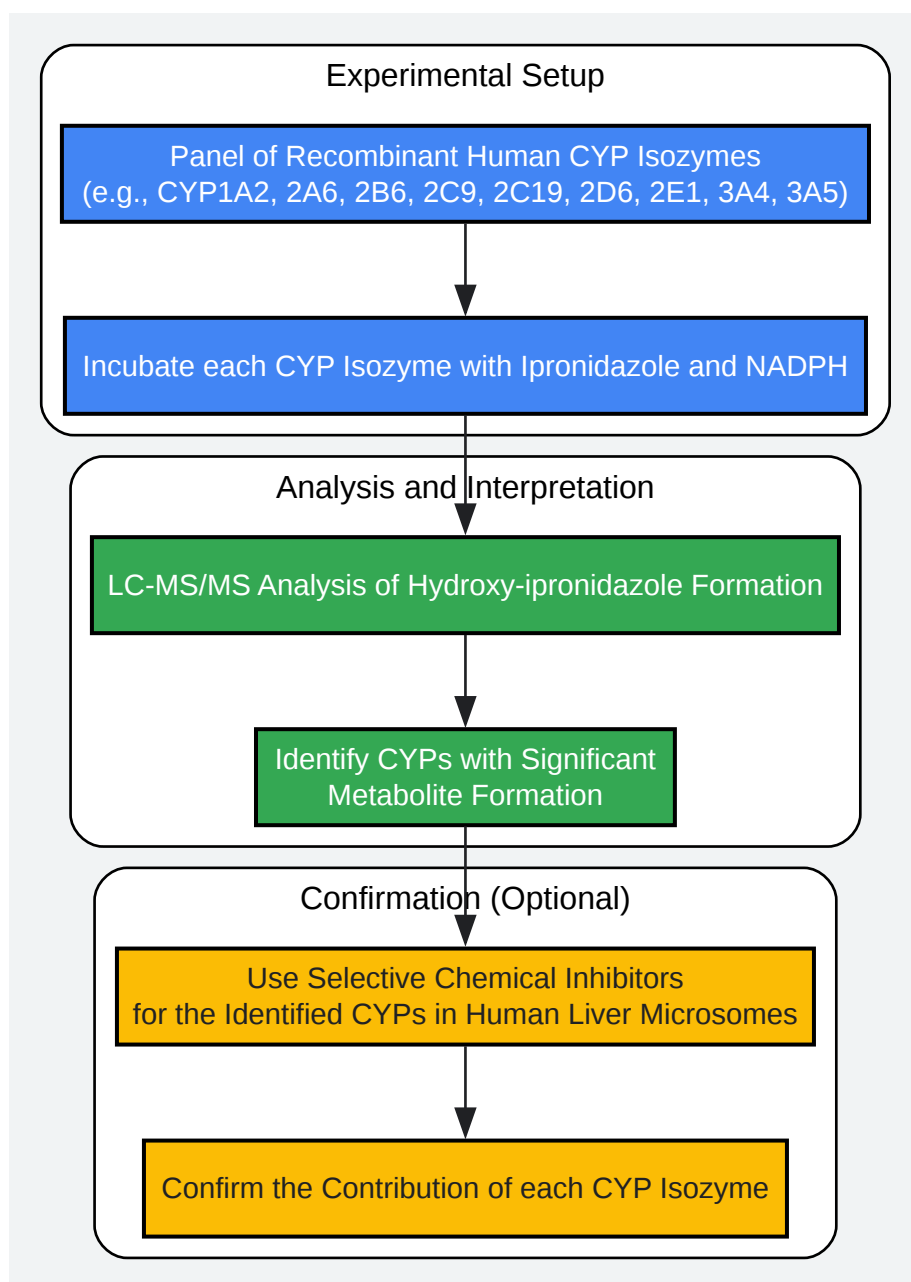 Experimental Setup
Panel of Recombinant Human CYP Isozymes
(e.g., CYP1A2, 2A6, 2B6, 2C9, 2C19, 2D6, 2E1, 3A4, 3A5)
Incubate each CYP Isozyme with Ipronidazole and NADPH
Analysis and Interpretation
LC-MS/MS Analysis of Hydroxy-ipronidazole Formation
Identify CYPs with Significant
Metabolite Formation
Confirmation (Optional)
Use Selective Chemical Inhibitors
for the Identified CYPs in Human Liver Microsomes
Confirm the Contribution of each CYP Isozyme